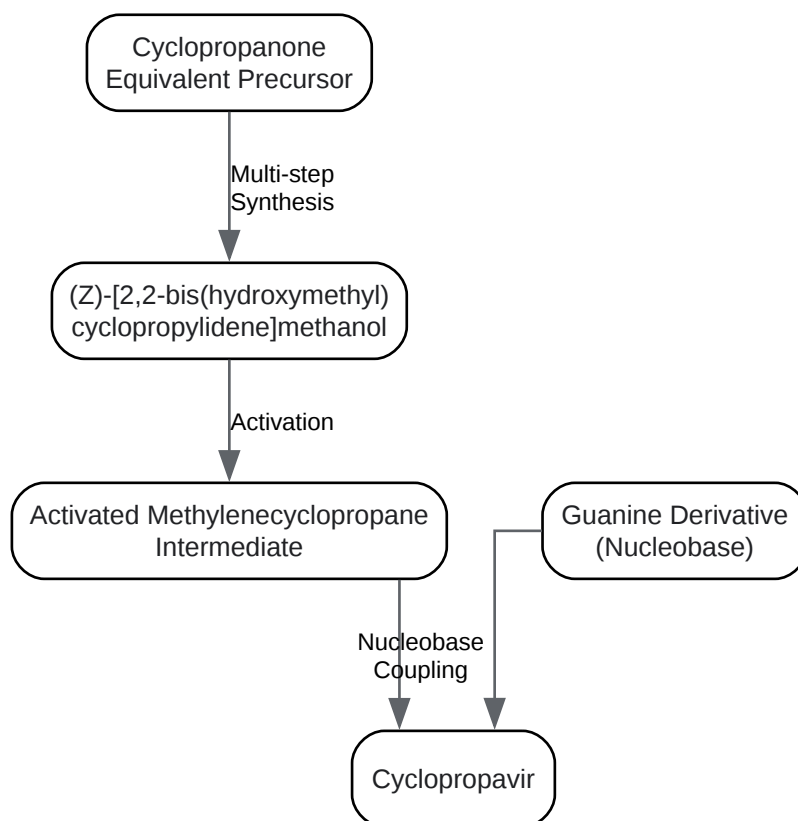 Cyclopropanone
Equivalent Precursor
Multi-step
Synthesis
(Z)-[2,2-bis(hydroxymethyl)
cyclopropylidene]methanol
Activation
Activated Methylenecyclopropane
Intermediate
Guanine Derivative
(Nucleobase)
Nucleobase
Coupling
Cyclopropavir